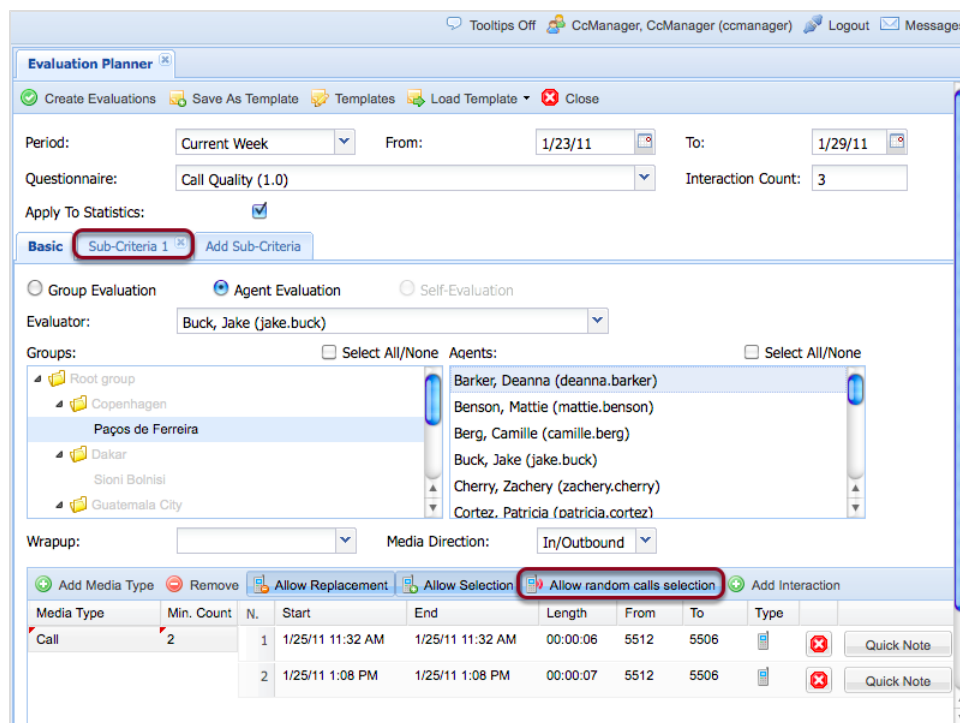 Tooltips Off CcManager, CcManager (ccmanager) Logout Message
Evaluation Planner
Create Evaluations Save As Template Templates Load Template Close
Period: Current Week From: 1/23/11 To: 1/29/11
Questionnaire: Call Quality (1.0) Interaction Count: 3
Apply To Statistics:
Basic Sub-Criteria 1 Add Sub-Criteria
Group Evaluation Agent Evaluation Self-Evaluation
Evaluator: Buck, Jake (jake.buck)
Groups: Select All/None Agents: Select All/None
Root group Barker, Deanna (deanna.barker)
Copenhagen Benson, Mattie (mattie.benson)
Paços de Ferreira Berg, Camille (camille.berg)
Dakar Buck, Jake (jake.buck)
Sioni Bolnisi Cherry, Zachery (zachery.cherry)
Guatemala City Cortez, Patricia (patricia.cortez)
Wrapup: Media Direction: In/Outbound
Add Media Type Remove Allow Replacement Allow Selection Allow random calls selection Add Interaction
Media Type Min. Count N. Start End Length From To Type
Call 2 1 1/25/11 11:32 AM 1/25/11 11:32 AM 00:00:06 5512 5506 Quick Note
2 1/25/11 1:08 PM 1/25/11 1:08 PM 00:00:07 5512 5506 Quick Note